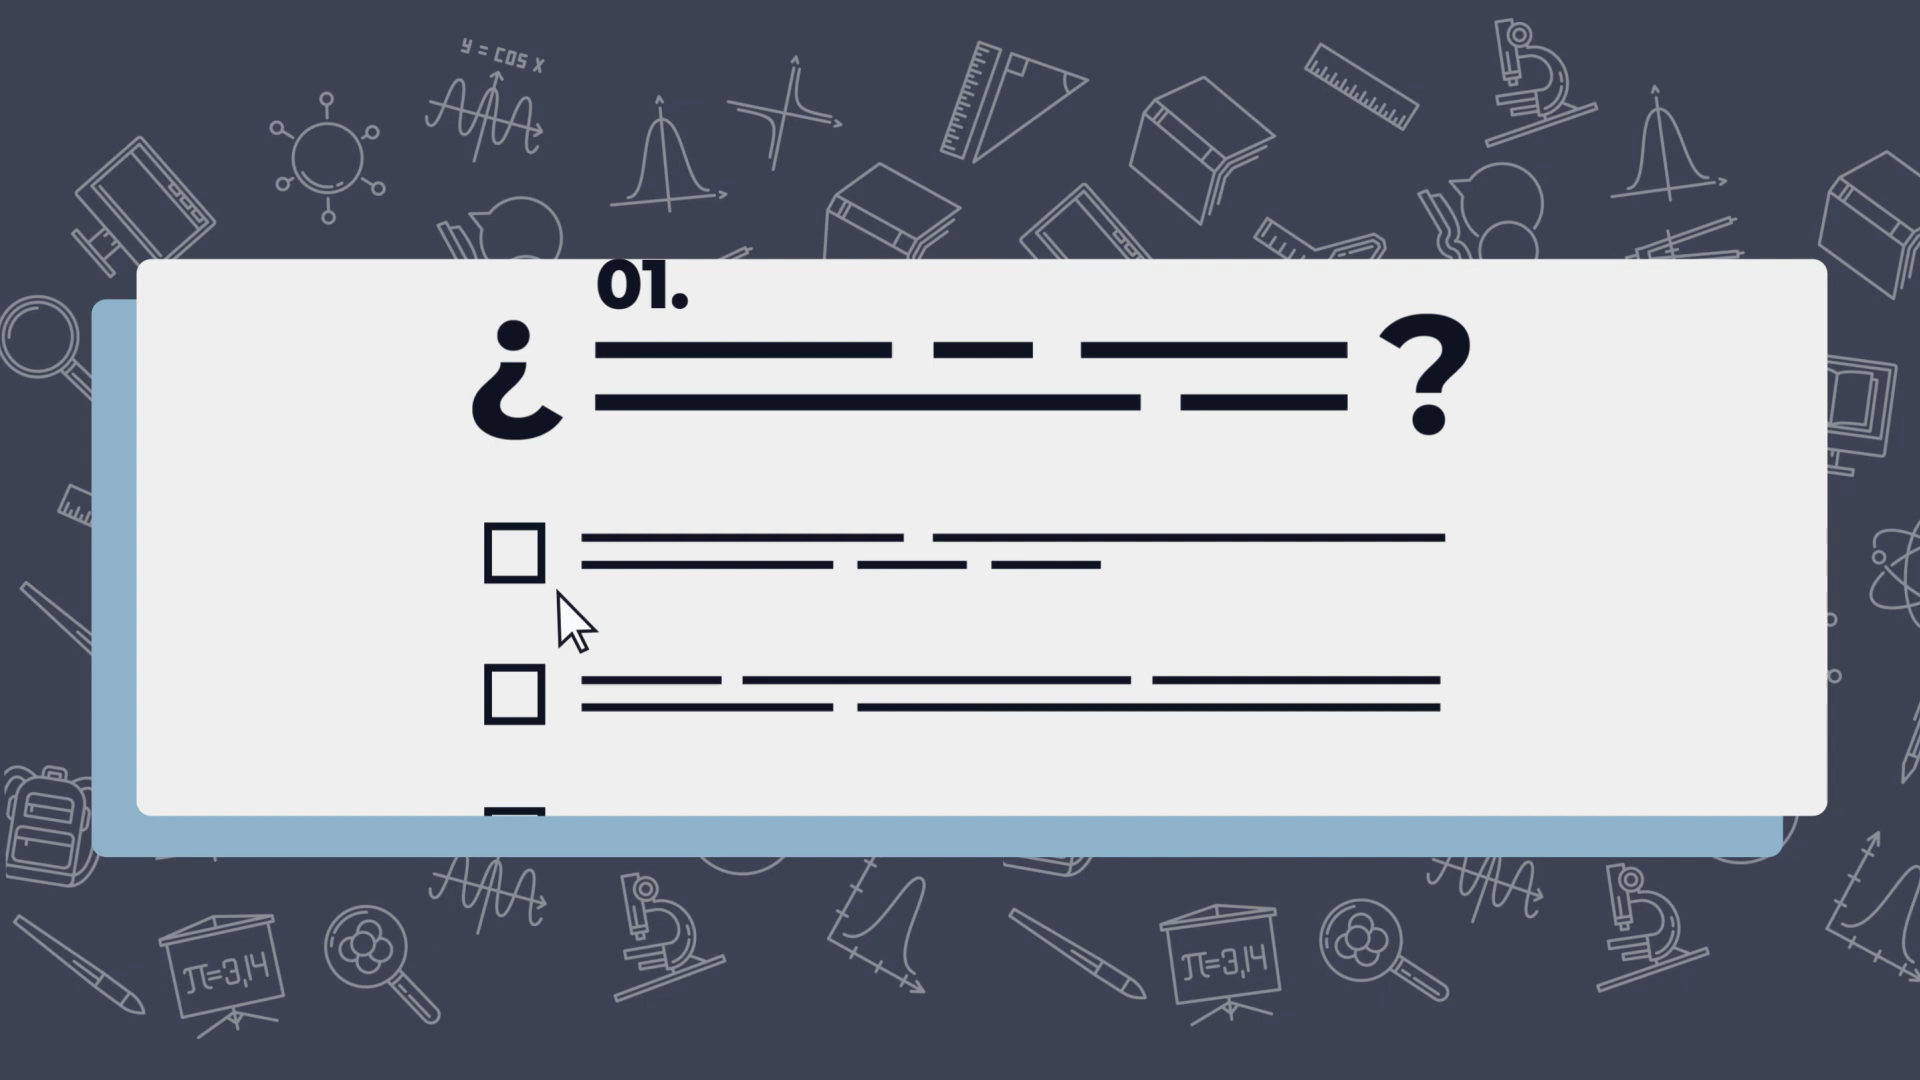 y = cos x
01.
¿ ?
π=3,14
π=3,14